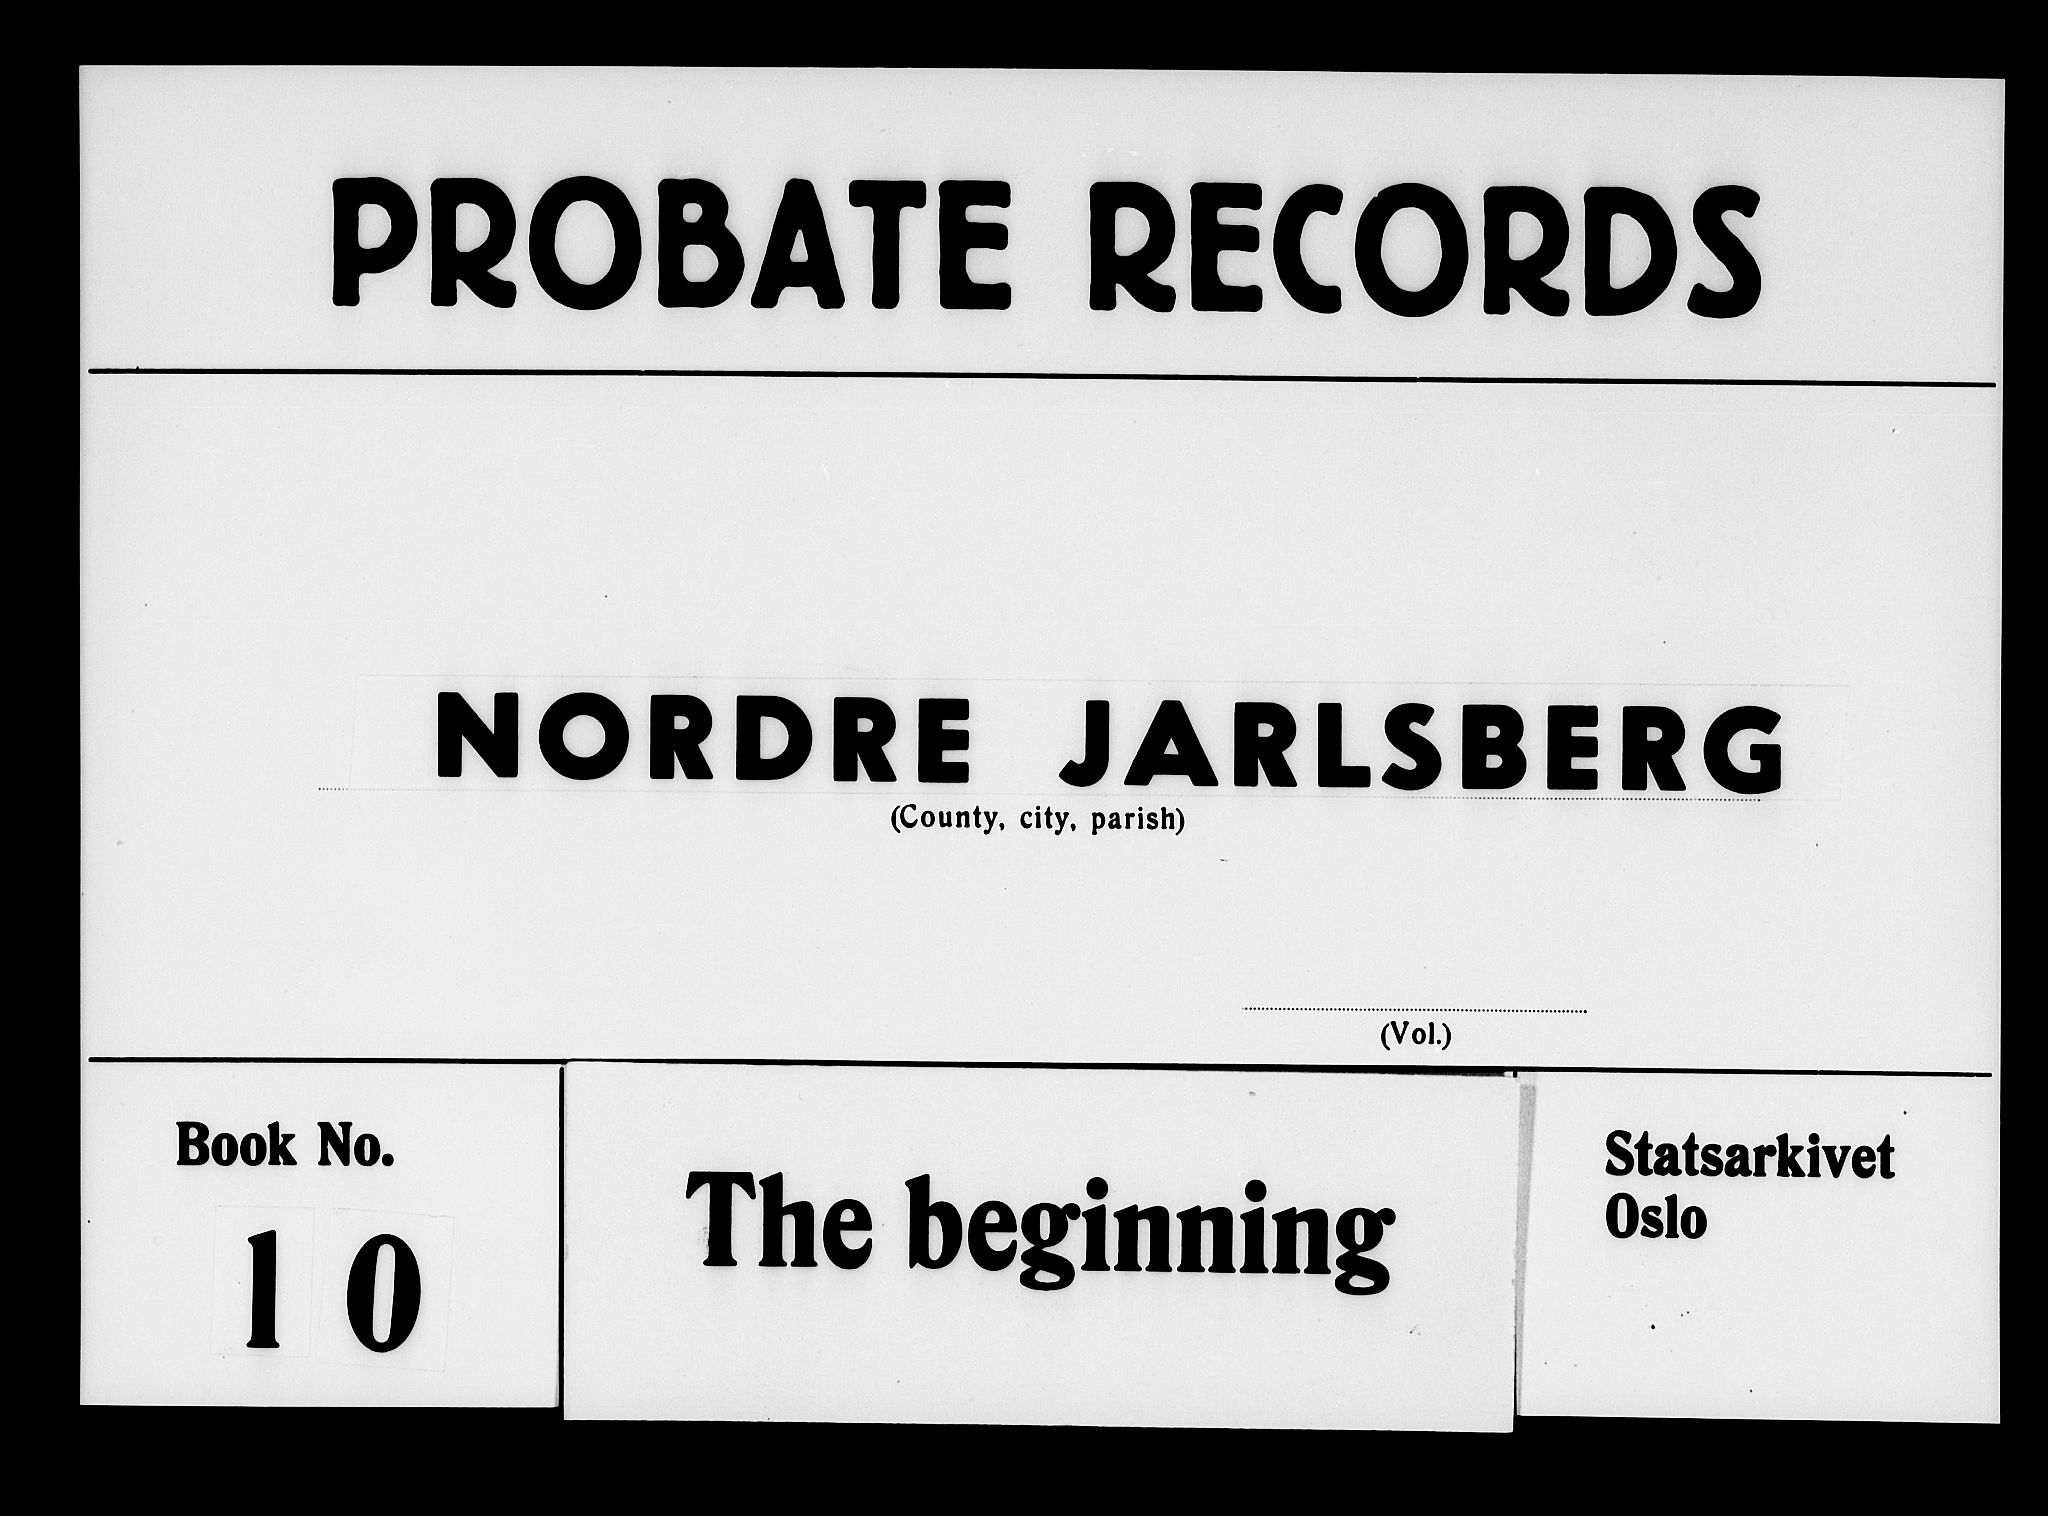 PROBATE RECORDS
NORDRE JARLSBERG
(County, city, parish)
(Vol.)
Book No.
10
The beginning
Statsarkivet
Oslo